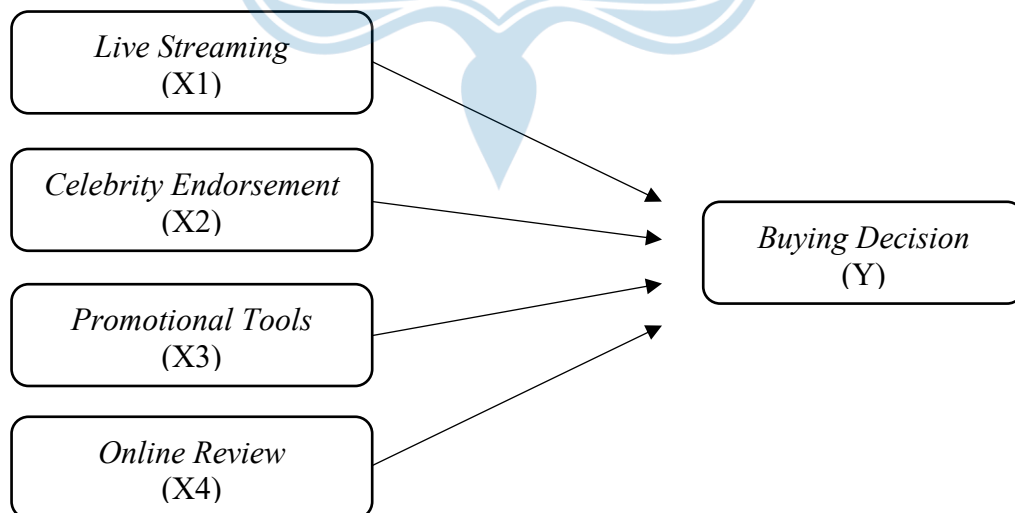 Live Streaming
(X1)
Celebrity Endorsement
(X2)
Buying Decision
(Y)
Promotional Tools
(X3)
Online Review
(X4)